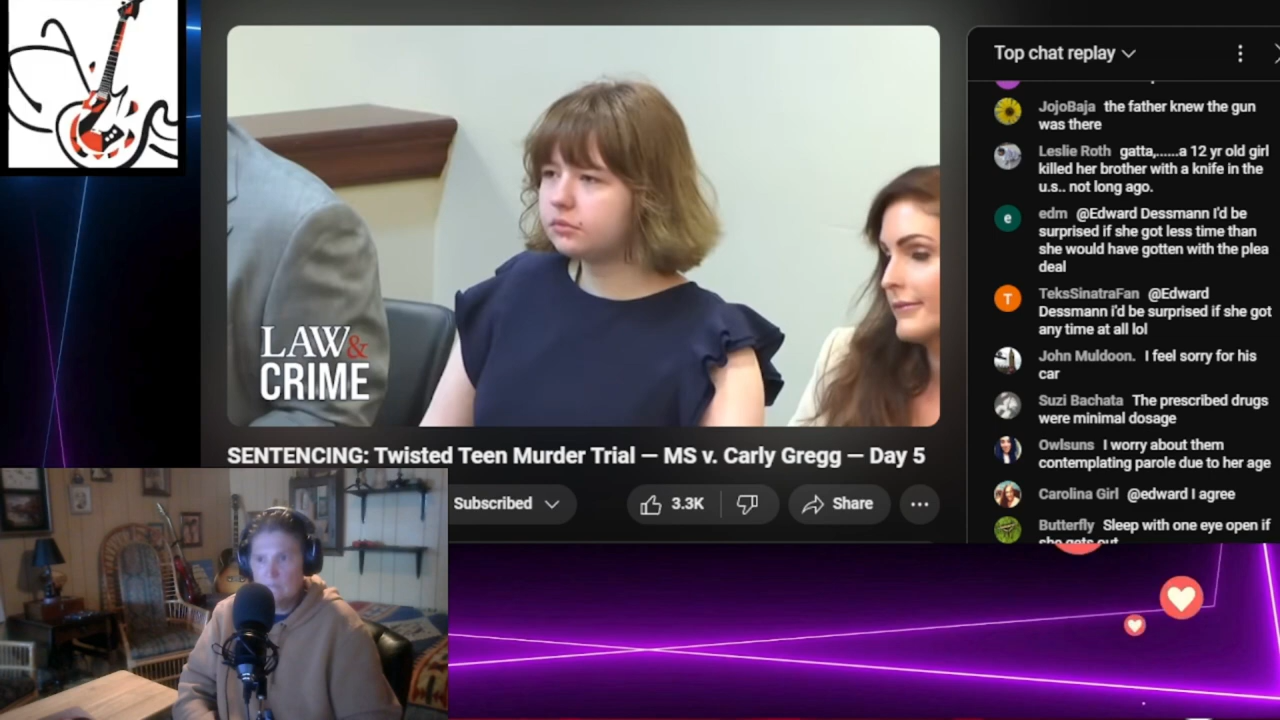 Top chat replay
JojoBaja the father knew the gun
was there
Leslie Roth gatta,......a 12 yr old girl
killed her brother with a knife in the
u.s.. not long ago.
edm @Edward Dessmann I'd be
surprised if she got less time than
she would have gotten with the plea
deal
TeksSinatraFan @Edward
Dessmann I'd be surprised if she got
any time at all lol
John Muldoon. I feel sorry for his
car
Suzi Bachata The prescribed drugs
were minimal dosage
Owlsuns I worry about them
contemplating parole due to her age
Carolina Girl @edward I agree
Butterfly Sleep with one eye open if
she gets out
e
T
LAW&
CRIME
SENTENCING: Twisted Teen Murder Trial — MS v. Carly Gregg — Day 5
Subscribed
3.3K
Share